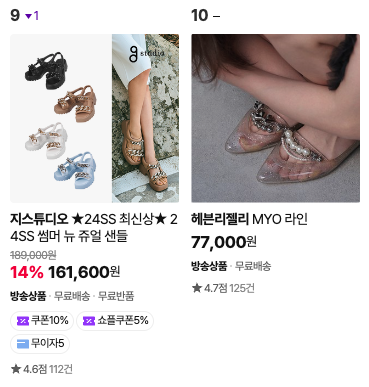 9 ▼1
g studio
지스튜디오 ★24SS 최신상★ 2
4SS 썸머 뉴 쥬얼 샌들
189,000원
14% 161,600원
방송상품 · 무료배송 · 무료반품
쿠폰10% 쇼플쿠폰5%
무이자5
★4.6점 112건
10 –
헤븐리젤리 MYO 라인
77,000원
방송상품 · 무료배송
★4.7점 125건